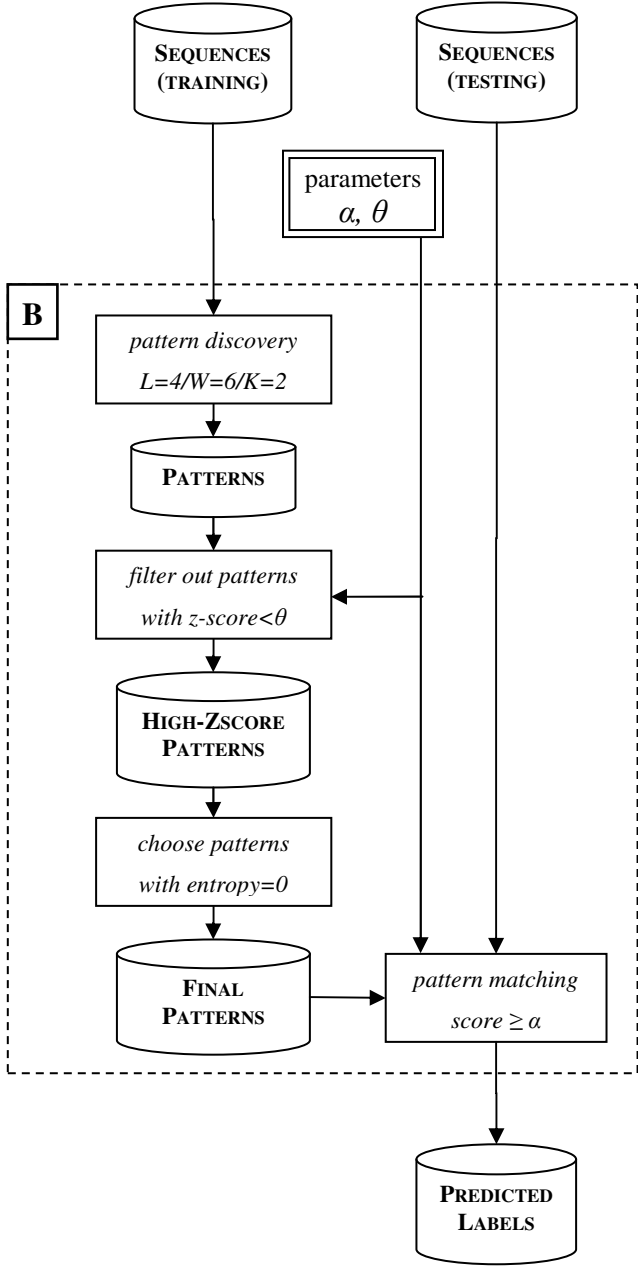 SEQUENCES
(TRAINING)
SEQUENCES
(TESTING)
parameters
α, θ
B
pattern discovery
L=4/W=6/K=2
PATTERNS
filter out patterns
with z-score<θ
HIGH-ZSCORE
PATTERNS
choose patterns
with entropy=0
FINAL
PATTERNS
pattern matching
score ≥ α
PREDICTED
LABELS